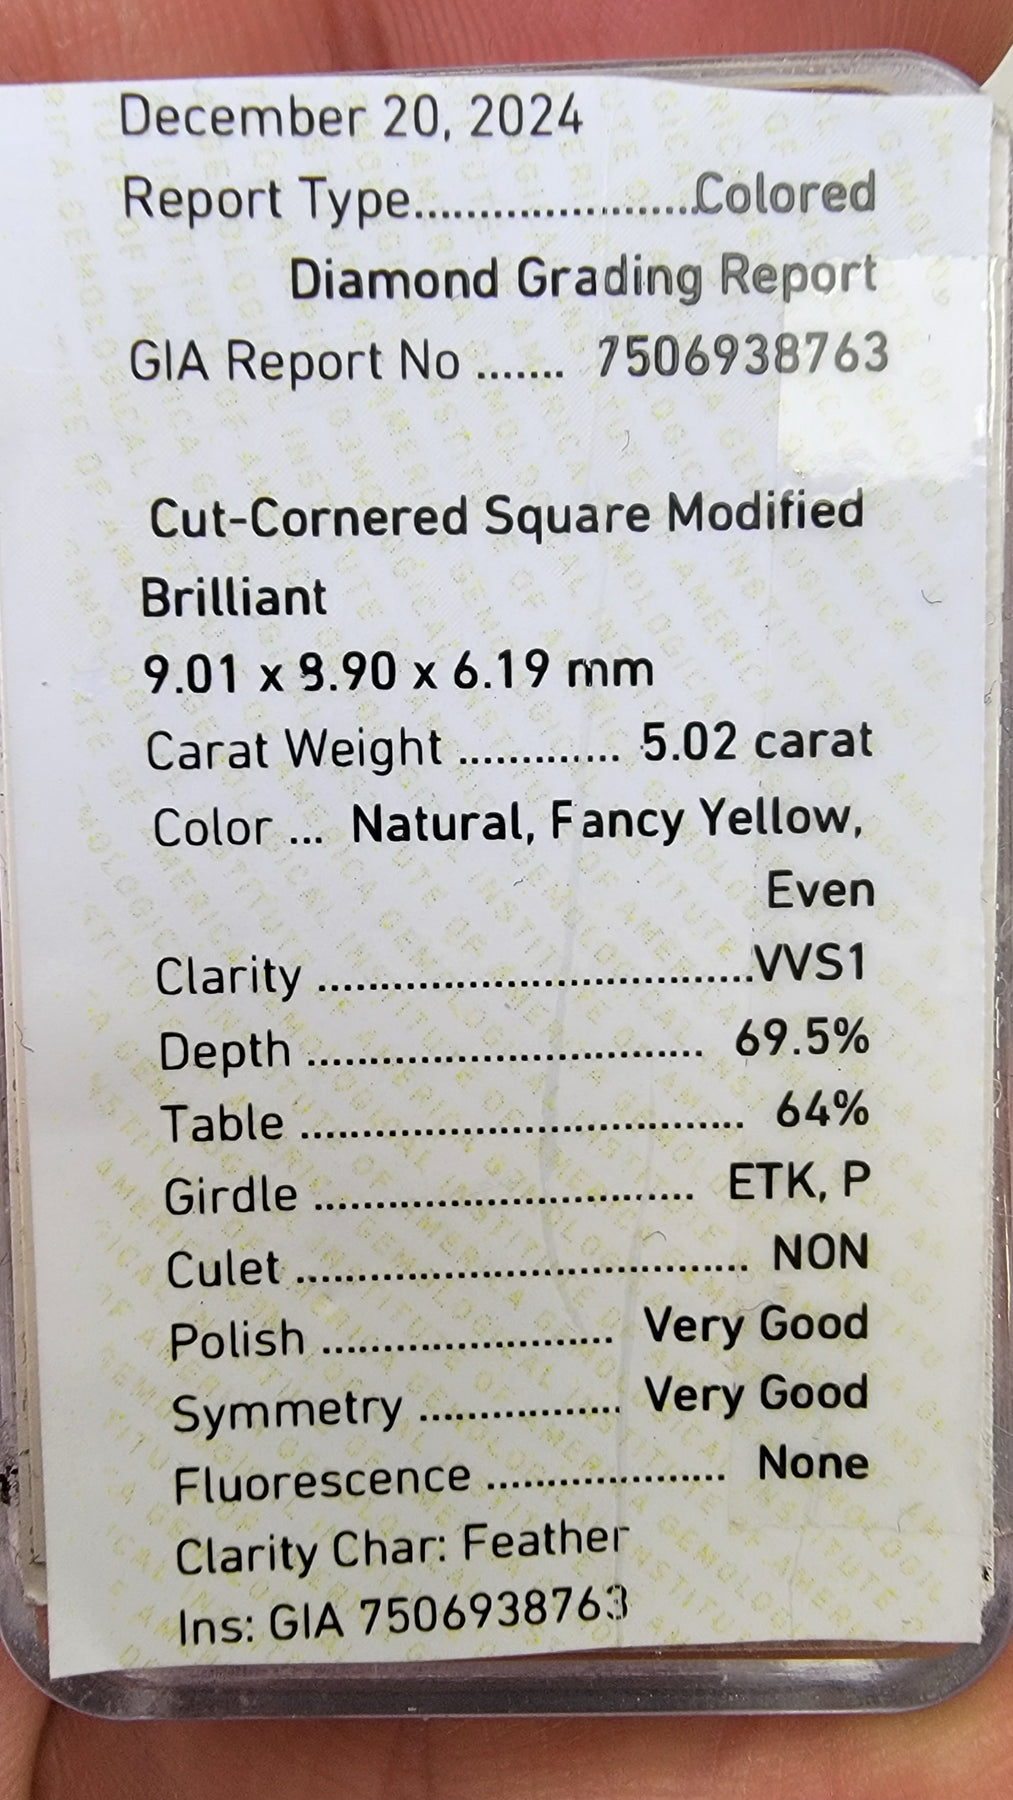 December 20, 2024
Report Type......................Colored
Diamond Grading Report
GIA Report No ....... 7506938763
Cut-Cornered Square Modified
Brilliant
9.01 x 8.90 x 6.19 mm
Carat Weight ............. 5.02 carat
Color ... Natural, Fancy Yellow,
Even
Clarity ...................................VVS1
Depth ................................ 69.5%
Table .................................... 64%
Girdle ............................... ETK, P
Culet ..................................... NON
Polish ........................ Very Good
Symmetry ................. Very Good
Fluorescence .................... None
Clarity Char: Feather
Ins: GIA 7506938763